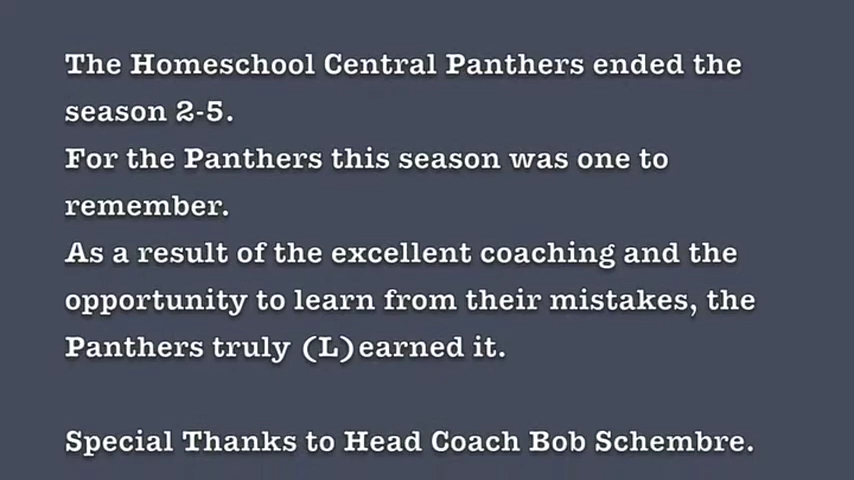 The Homeschool Central Panthers ended the
season 2-5.
For the Panthers this season was one to
remember.
As a result of the excellent coaching and the
opportunity to learn from their mistakes, the
Panthers truly (L)earned it.
Special Thanks to Head Coach Bob Schembre.